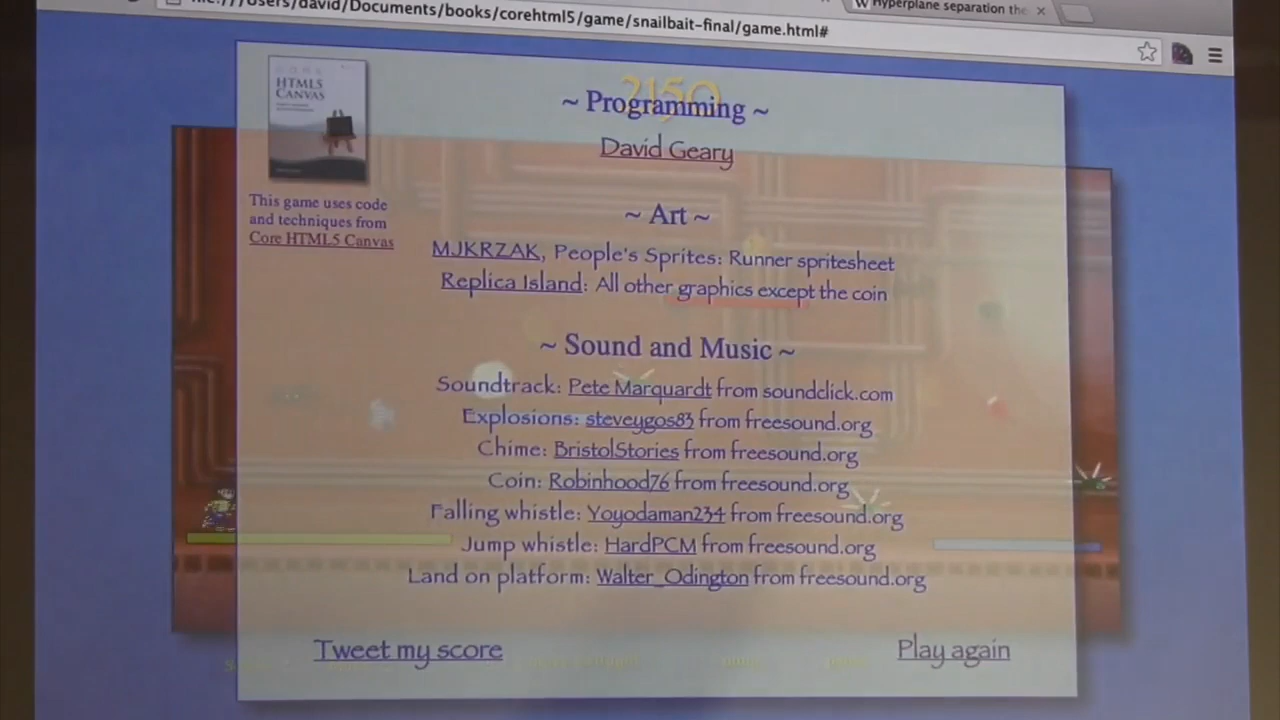 Hyperplane separation the
/david/Documents/books/corehtml5/game/snailbait-final/game.html#
HTML5
CANVAS
2150
~ Programming ~
David Geary
This game uses code
and techniques from
Core HTML5 Canvas
~ Art ~
MJKRZAK, People's Sprites: Runner spritesheet
Replica Island: All other graphics except the coin
~ Sound and Music ~
Soundtrack: Pete Marquardt from soundclick.com
Explosions: steveygos83 from freesound.org
Chime: BristolStories from freesound.org
Coin: Robinhood76 from freesound.org
Falling whistle: Yoyodaman234 from freesound.org
Jump whistle: HardPCM from freesound.org
Land on platform: Walter_Odington from freesound.org
Tweet my score
Play again